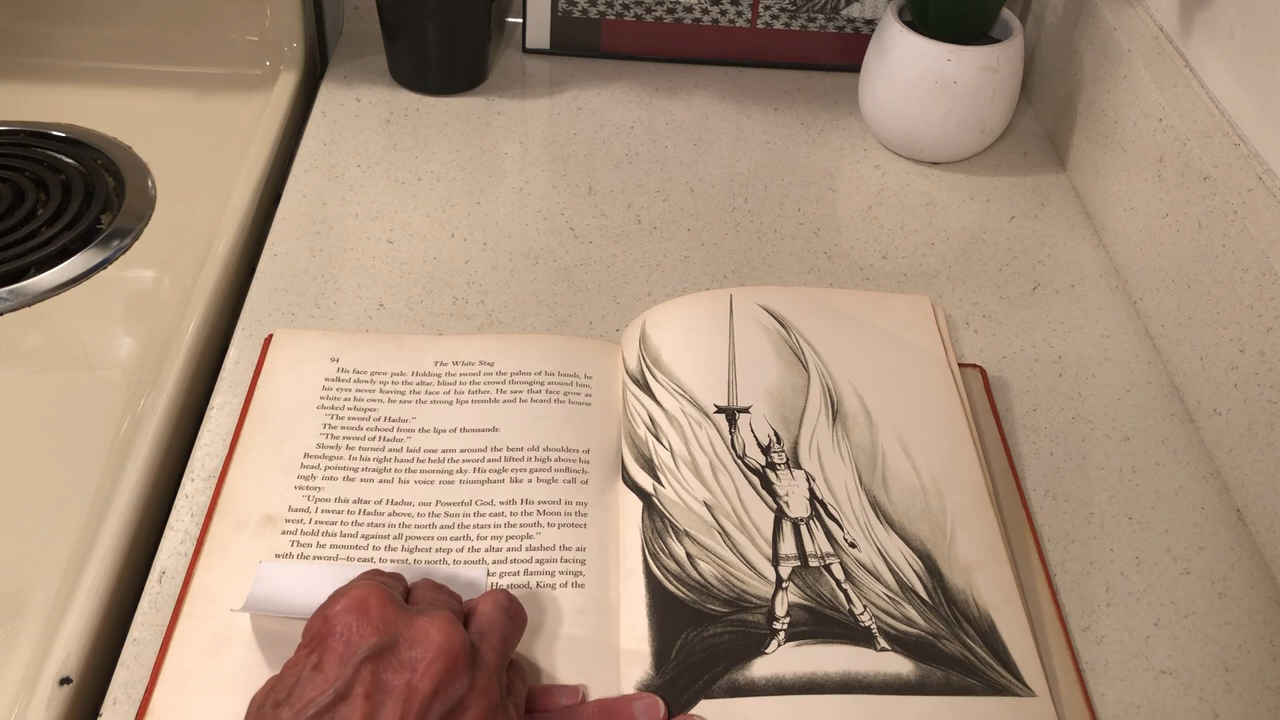 94
The White Stag
His face grew pale. Holding the sword on the palms of his hands, he
walked slowly up to the altar, blind to the crowd thronging around him,
his eyes never leaving the face of his father. He saw that face grow as
white as his own, he saw the strong lips tremble and he heard the hoarse
choked whisper:
"The sword of Hadur."
The words echoed from the lips of thousands:
"The sword of Hadur."
Slowly he turned and laid one arm around the bent old shoulders of
Bendeguz. In his right hand he held the sword and lifted it high above his
head, pointing straight to the morning sky. His eagle eyes gazed unflinch-
ingly into the sun and his voice rose triumphant like a bugle call of
victory:
"Upon this altar of Hadur, our Powerful God, with His sword in my
hand, I swear to Hadur above, to the Sun in the east, to the Moon in the
west, I swear to the stars in the north and the stars in the south, to protect
and hold this land against all powers on earth, for my people."
Then he mounted to the highest step of the altar and slashed the air
with the sword—to east, to west, to north, to south, and stood again facing
ke great flaming wings,
He stood, King of the